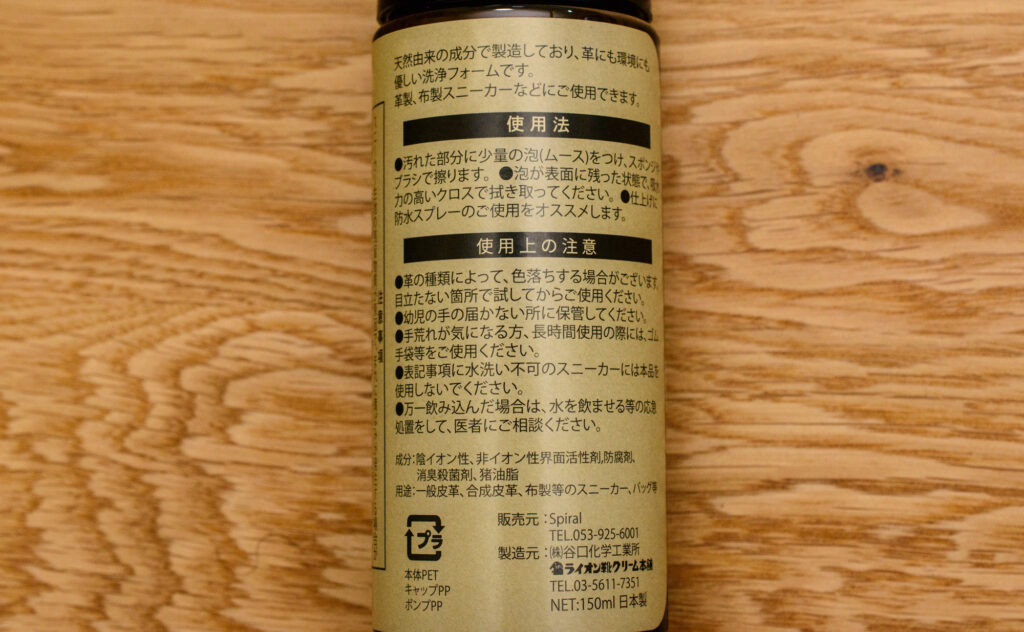 天然由来の成分で製造しており、革にも環境にも
優しい洗浄フォームです。
革製、布製スニーカーなどにご使用できます。
使用法
●汚れた部分に少量の泡(ムース)をつけ、スポンジや
ブラシで擦ります。 ●泡が表面に残った状態で、吸水
力の高いクロスで拭き取ってください。 ●仕上げに
防水スプレーのご使用をオススメします。
使用上の注意
●革の種類によって、色落ちする場合がございます。
目立たない箇所で試してからご使用ください。
●幼児の手の届かない所に保管してください。
●手荒れが気になる方、長時間使用の際には、ゴム
手袋等をご使用ください。
●表記事項に水洗い不可のスニーカーには本品を
使用しないでください。
●万一飲み込んだ場合は、水を飲ませる等の応急
処置をして、医者にご相談ください。
成分:陰イオン性、非イオン性界面活性剤,防腐剤、
消臭殺菌剤、猪油脂
用途:一般皮革、合成皮革、布製等のスニーカー、バッグ等
プラ
本体PET
キャップPP
ポンプPP
販売元:Spiral
TEL.053-925-6001
製造元:㈱谷口化学工業所
ライオン靴クリーム本舗
TEL.03-5611-7351
NET:150ml 日本製
注意事項